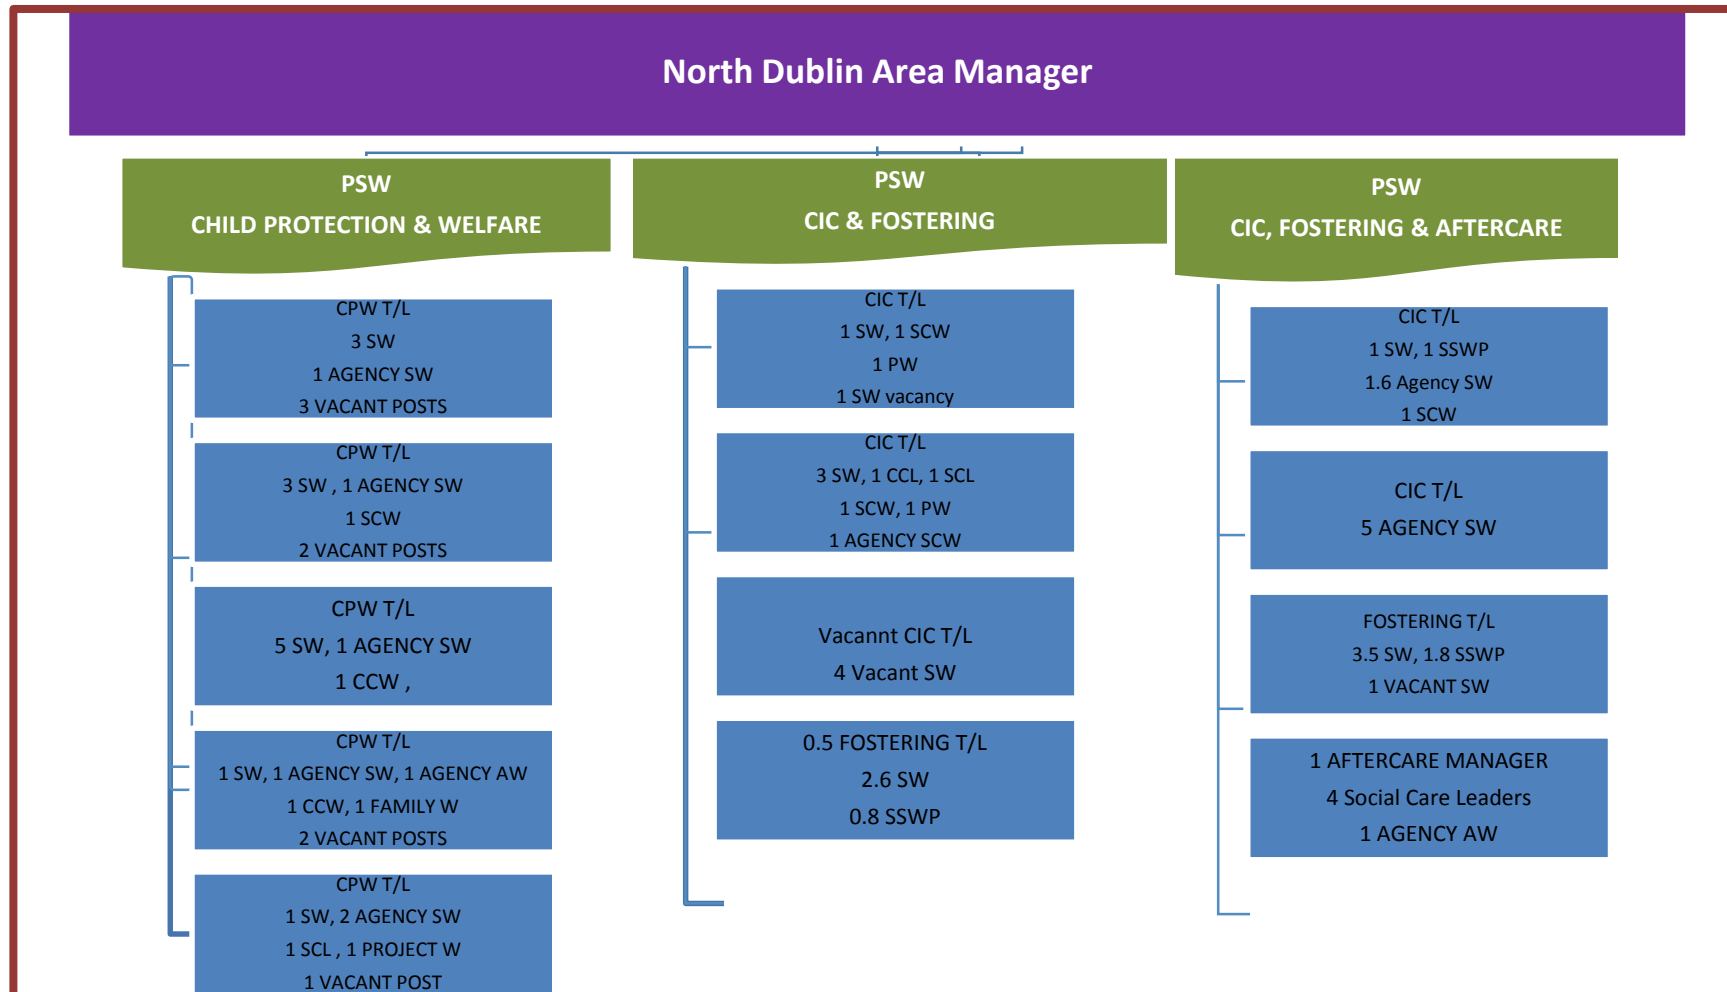 North Dublin Area Manager
PSW
CHILD PROTECTION & WELFARE
CPW T/L
3 SW
1 AGENCY SW
3 VACANT POSTS
CPW T/L
3 SW , 1 AGENCY SW
1 SCW
2 VACANT POSTS
CPW T/L
5 SW, 1 AGENCY SW
1 CCW ,
CPW T/L
1 SW, 1 AGENCY SW, 1 AGENCY AW
1 CCW, 1 FAMILY W
2 VACANT POSTS
CPW T/L
1 SW, 2 AGENCY SW
1 SCL , 1 PROJECT W
1 VACANT POST
PSW
CIC & FOSTERING
CIC T/L
1 SW, 1 SCW
1 PW
1 SW vacancy
CIC T/L
3 SW, 1 CCL, 1 SCL
1 SCW, 1 PW
1 AGENCY SCW
Vacannt CIC T/L
4 Vacant SW
0.5 FOSTERING T/L
2.6 SW
0.8 SSWP
PSW
CIC, FOSTERING & AFTERCARE
CIC T/L
1 SW, 1 SSWP
1.6 Agency SW
1 SCW
CIC T/L
5 AGENCY SW
FOSTERING T/L
3.5 SW, 1.8 SSWP
1 VACANT SW
1 AFTERCARE MANAGER
4 Social Care Leaders
1 AGENCY AW